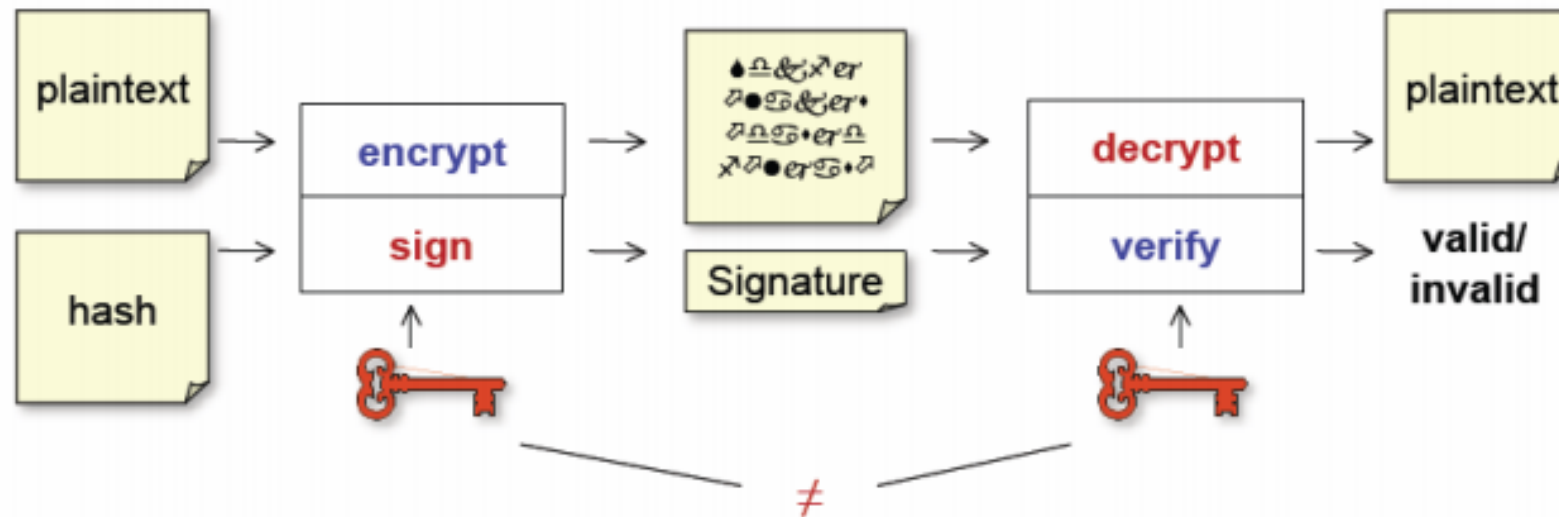 plaintext
encrypt
decrypt
plaintext
sign
verify
valid/
invalid
hash
Signature
≠